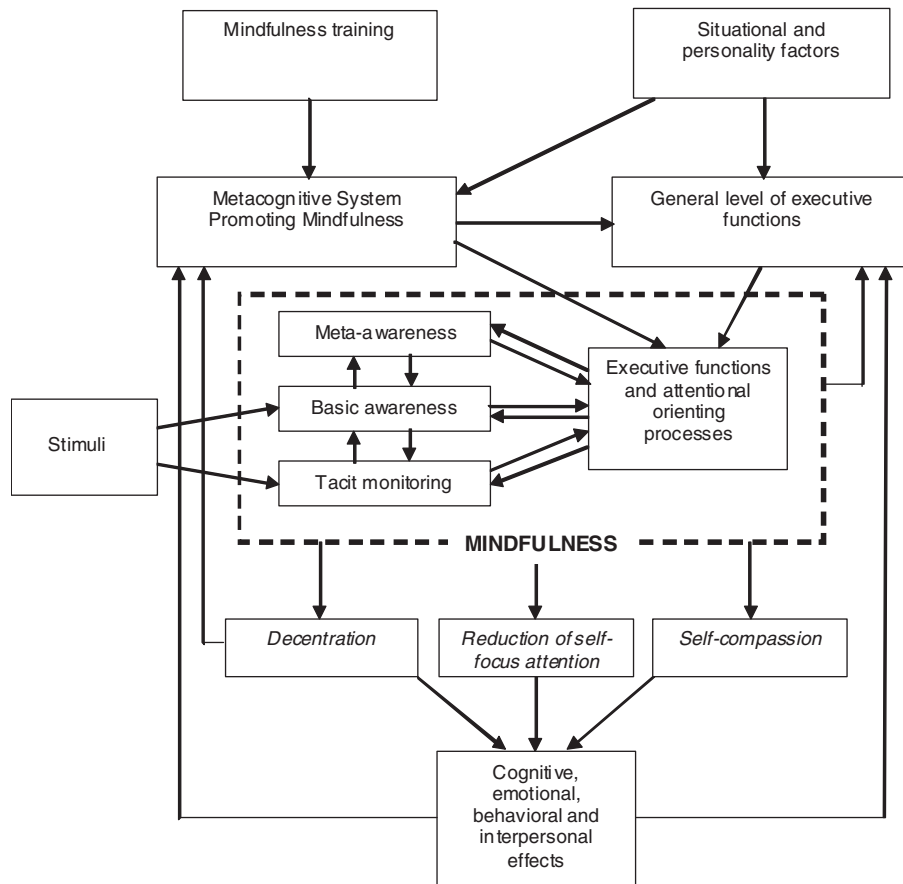 Mindfulness training
Situational and
personality factors
Metacognitive System
Promoting Mindfulness
General level of executive
functions
Meta-awareness
Executive functions
and attentional
orienting
processes
Basic awareness
Stimuli
Tacit monitoring
MINDFULNESS
Decentration
Reduction of self-
focus attention
Self-compassion
Cognitive,
emotional,
behavioral and
interpersonal
effects